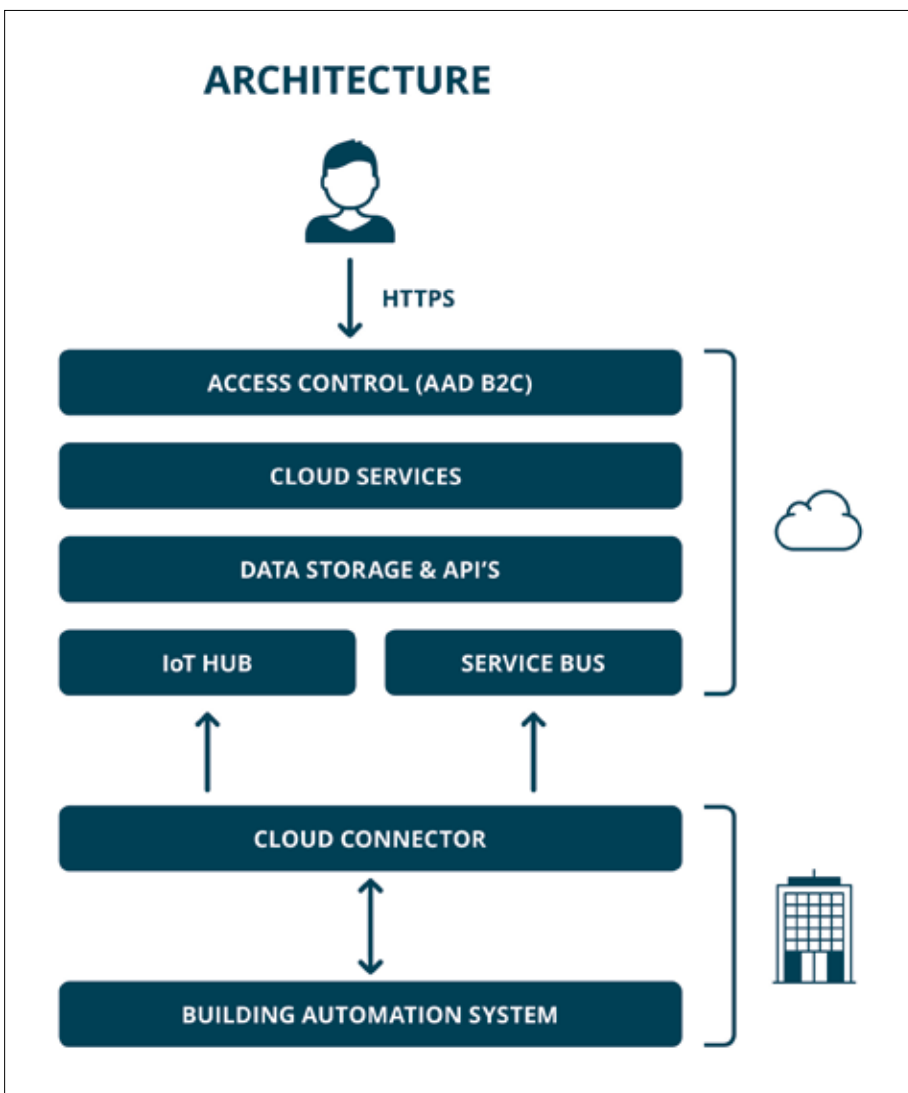 ARCHITECTURE
HTTPS
ACCESS CONTROL (AAD B2C)
CLOUD SERVICES
DATA STORAGE & API'S
IoT HUB
SERVICE BUS
CLOUD CONNECTOR
BUILDING AUTOMATION SYSTEM